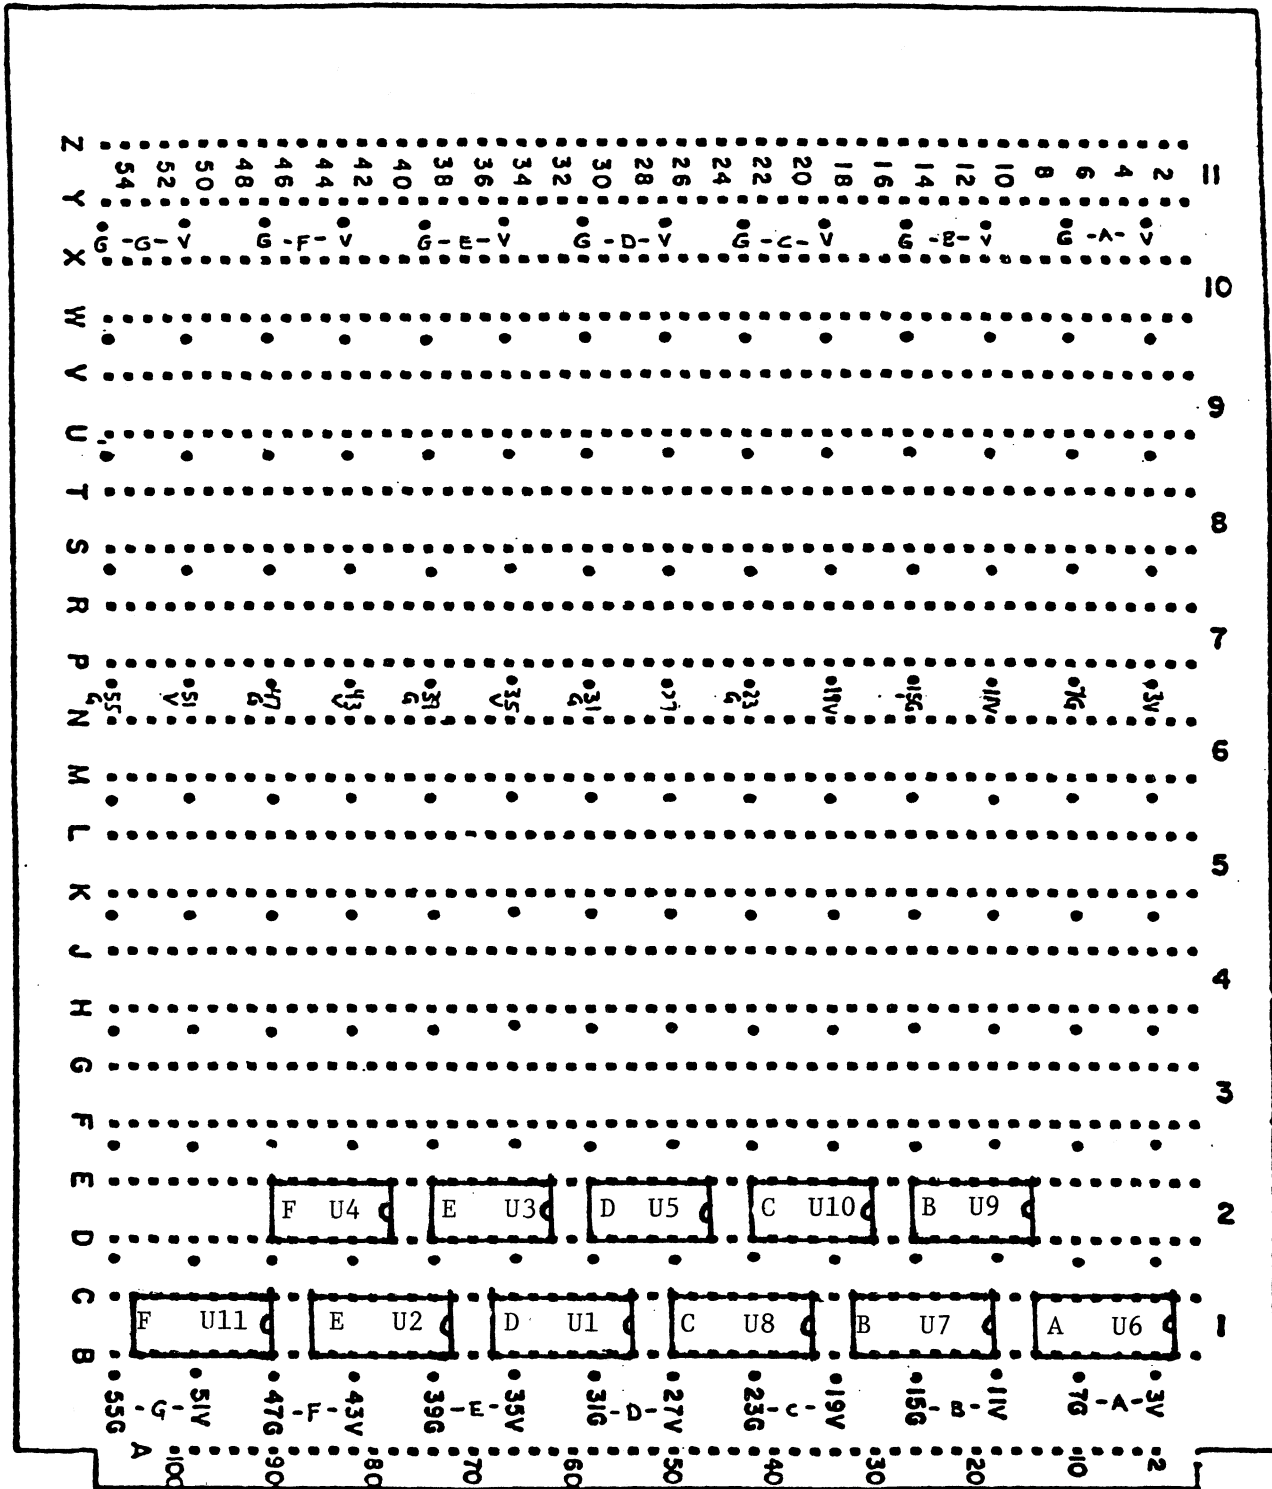 Z
54 52 50 48 46 44 42 40 38 36 34 32 30 28 26 24 22 20 18 16 14 12 10 8 6 4 2
11
Y
G -G- V G -F- V G -E- V G -D- V G -C- V G -B- V G -A- V
X
10
W
V
9
U
T
8
S
R
7
P
55G 51V 47G 43V 39G 35V 31G 27 23G 19V 15G 11V 7G 3V
N
6
M
L
5
K
J
4
H
G
3
F
E
F U4 E U3 D U5 C U10 B U9
2
D
C
F U11 E U2 D U1 C U8 B U7 A U6
1
B
55G -G- 51V 47G -F- 43V 39G -E- 35V 31G -D- 27V 23G -C- 19V 15G -B- 11V 7G -A- 3V
A
100 90 80 70 60 50 40 30 20 10 2